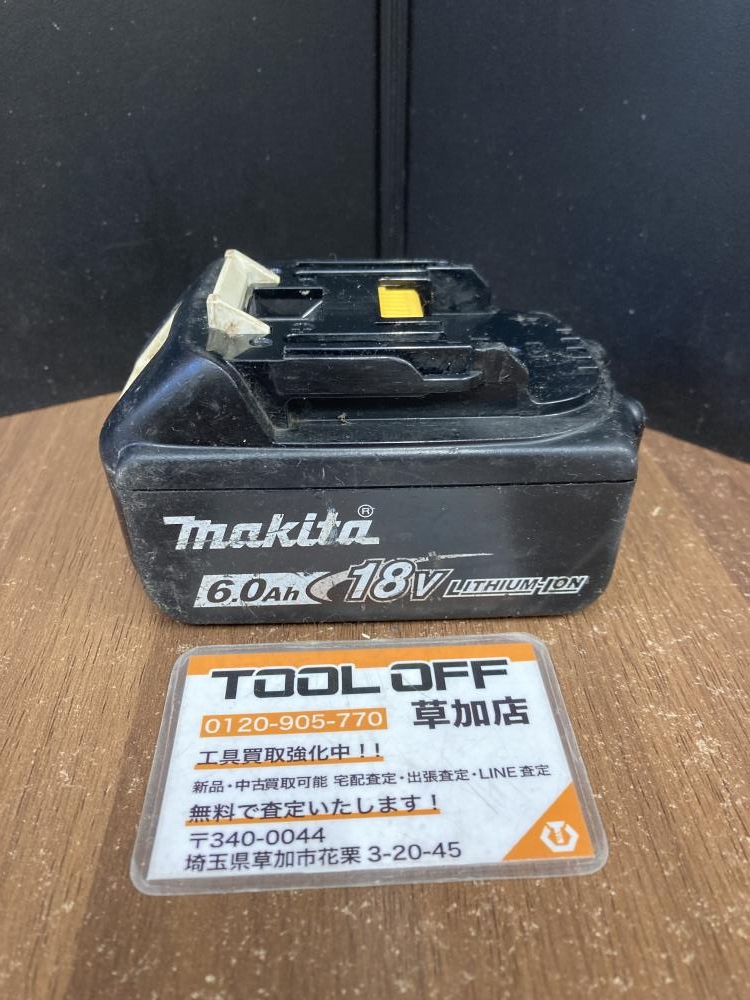 makita®
6.0Ah 18V LITHIUM-ION
TOOL OFF
0120-905-770 草加店
工具買取強化中！！
新品・中古買取可能 宅配査定・出張査定・LINE査定
無料で査定いたします！
〒340-0044
埼玉県草加市花栗 3-20-45